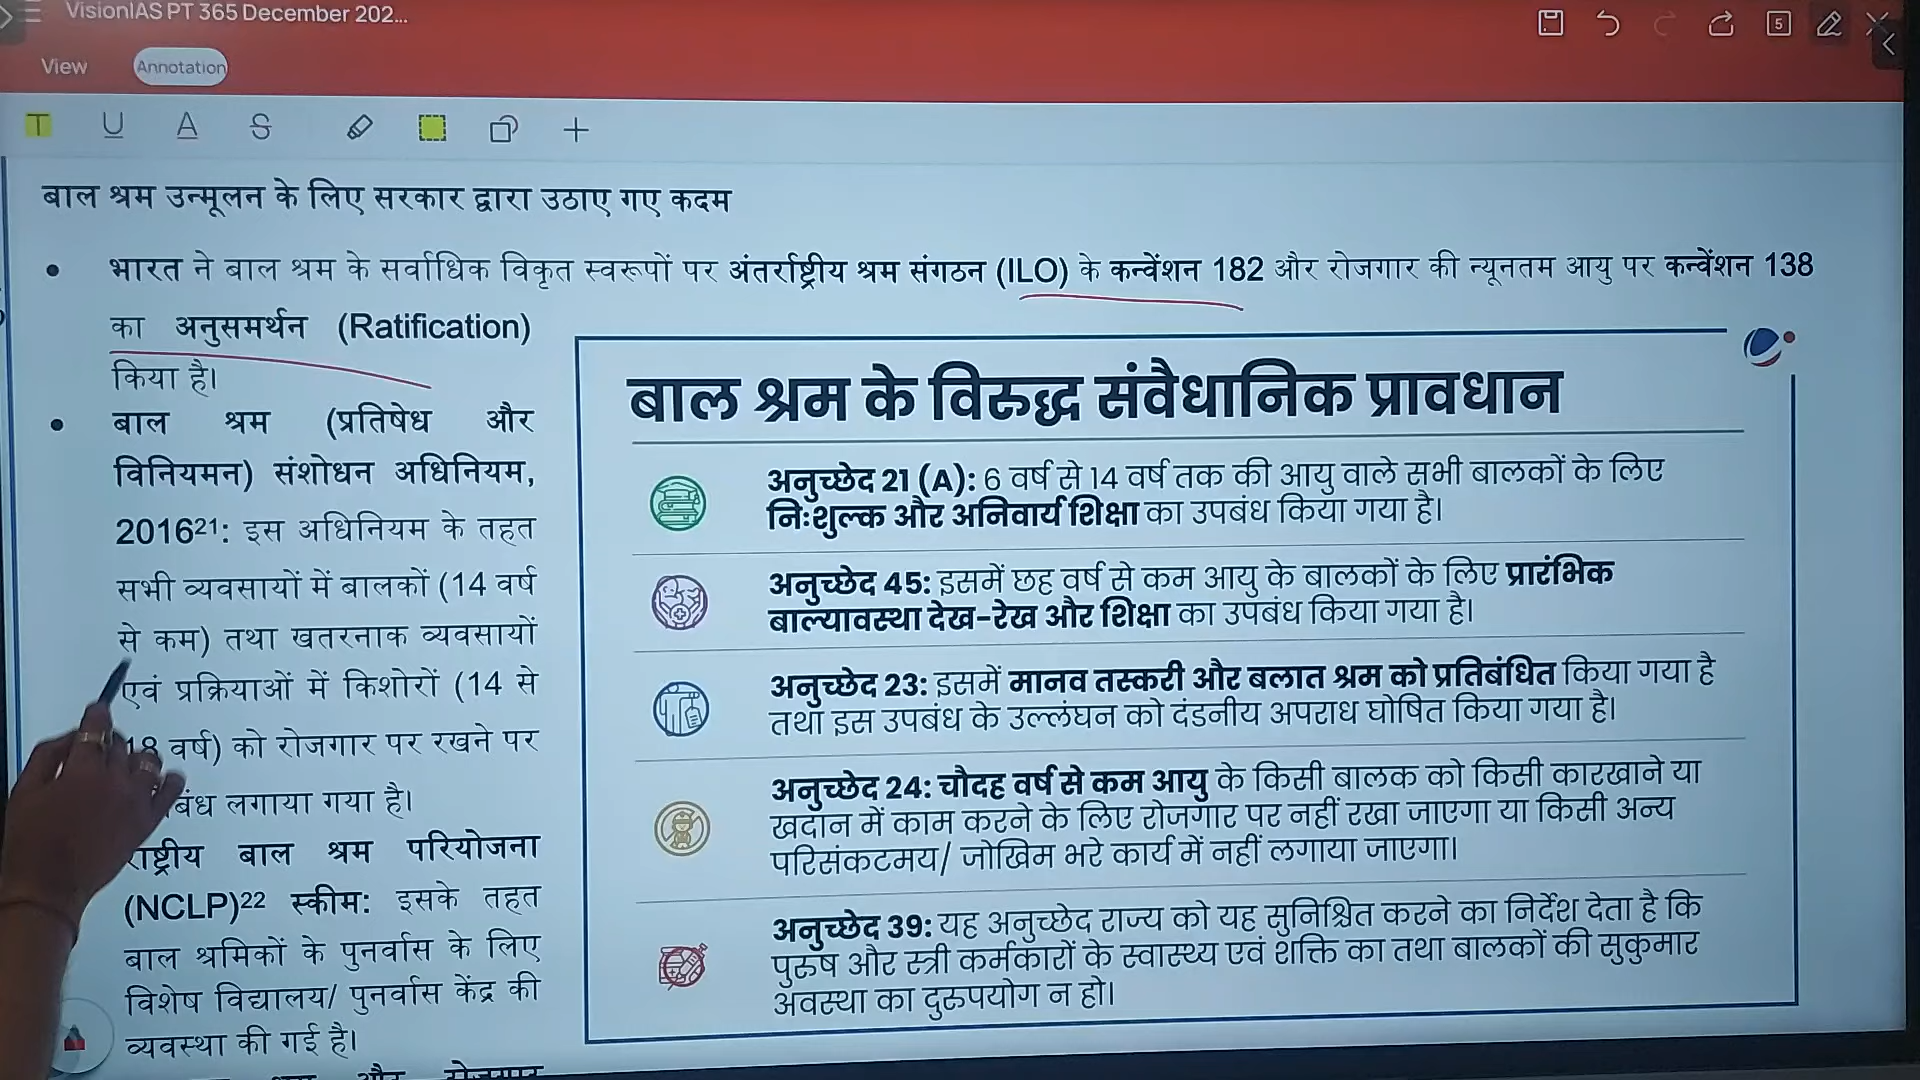 VisionIAS PT 365 December 202...
View
Annotation
T U A S
5
बाल श्रम उन्मूलन के लिए सरकार द्वारा उठाए गए कदम
• भारत ने बाल श्रम के सर्वाधिक विकृत स्वरूपों पर अंतर्राष्ट्रीय श्रम संगठन (ILO) के कन्वेंशन 182 और रोजगार की न्यूनतम आयु पर कन्वेंशन 138
का अनुसमर्थन (Ratification)
किया है।
• बाल श्रम (प्रतिषेध और
विनियमन) संशोधन अधिनियम,
2016²¹: इस अधिनियम के तहत
सभी व्यवसायों में बालकों (14 वर्ष
से कम) तथा खतरनाक व्यवसायों
एवं प्रक्रियाओं में किशोरों (14 से
18 वर्ष) को रोजगार पर रखने पर
लगाया गया है।
राष्ट्रीय बाल श्रम परियोजना
(NCLP)²² स्कीम: इसके तहत
बाल श्रमिकों के पुनर्वास के लिए
विशेष विद्यालय/ पुनर्वास केंद्र की
व्यवस्था की गई है।
बाल श्रम के विरुद्ध संवैधानिक प्रावधान
अनुच्छेद 21 (A): 6 वर्ष से 14 वर्ष तक की आयु वाले सभी बालकों के लिए
निःशुल्क और अनिवार्य शिक्षा का उपबंध किया गया है।
अनुच्छेद 45: इसमें छह वर्ष से कम आयु के बालकों के लिए प्रारंभिक
बाल्यावस्था देख-रेख और शिक्षा का उपबंध किया गया है।
अनुच्छेद 23: इसमें मानव तस्करी और बलात श्रम को प्रतिबंधित किया गया है
तथा इस उपबंध के उल्लंघन को दंडनीय अपराध घोषित किया गया है।
अनुच्छेद 24: चौदह वर्ष से कम आयु के किसी बालक को किसी कारखाने या
खदान में काम करने के लिए रोजगार पर नहीं रखा जाएगा या किसी अन्य
परिसंकटमय/ जोखिम भरे कार्य में नहीं लगाया जाएगा।
अनुच्छेद 39: यह अनुच्छेद राज्य को यह सुनिश्चित करने का निर्देश देता है कि
पुरुष और स्त्री कर्मकारों के स्वास्थ्य एवं शक्ति का तथा बालकों की सुकुमार
अवस्था का दुरुपयोग न हो।